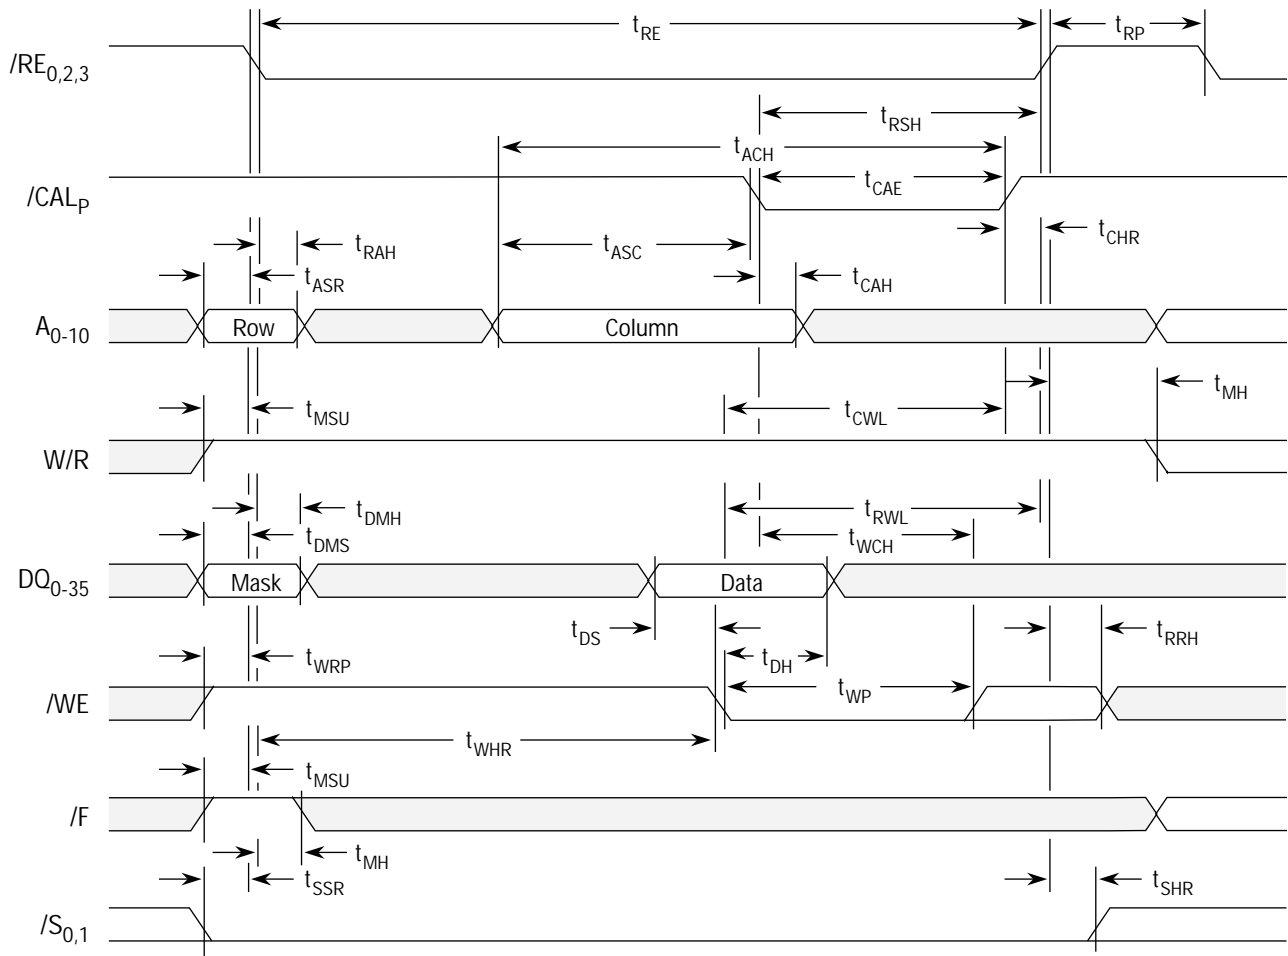 tRE
tRP
/RE0,2,3
tRSH
tACH
tCAE
/CALP
tRAH
tASC
tCHR
tASR
tCAH
A0-10
Row
Column
tMH
tMSU
tCWL
W/R
tDMH
tRWL
tDMS
tWCH
DQ0-35
Mask
Data
tDS
tRRH
tWRP
tDH
/WE
tWP
tWHR
tMSU
/F
tMH
tSSR
tSHR
/S0,1